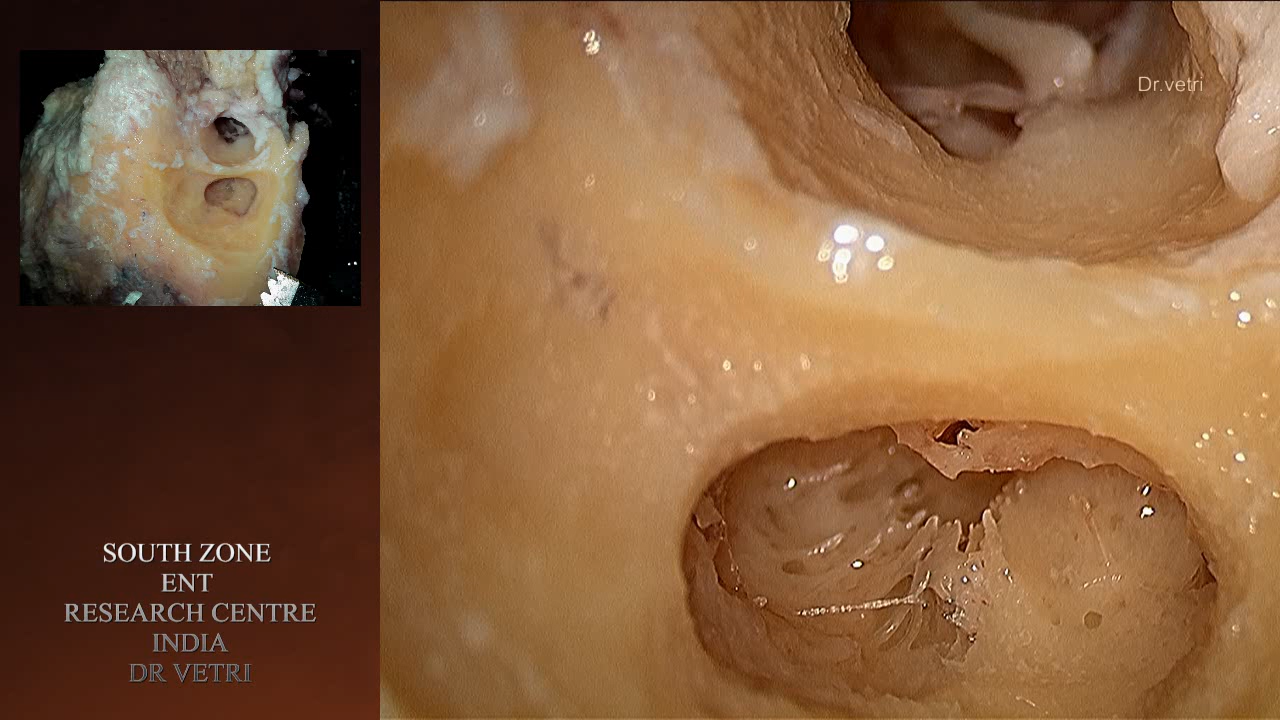 Dr.vetri
SOUTH ZONE
ENT
RESEARCH CENTRE
INDIA
DR VETRI